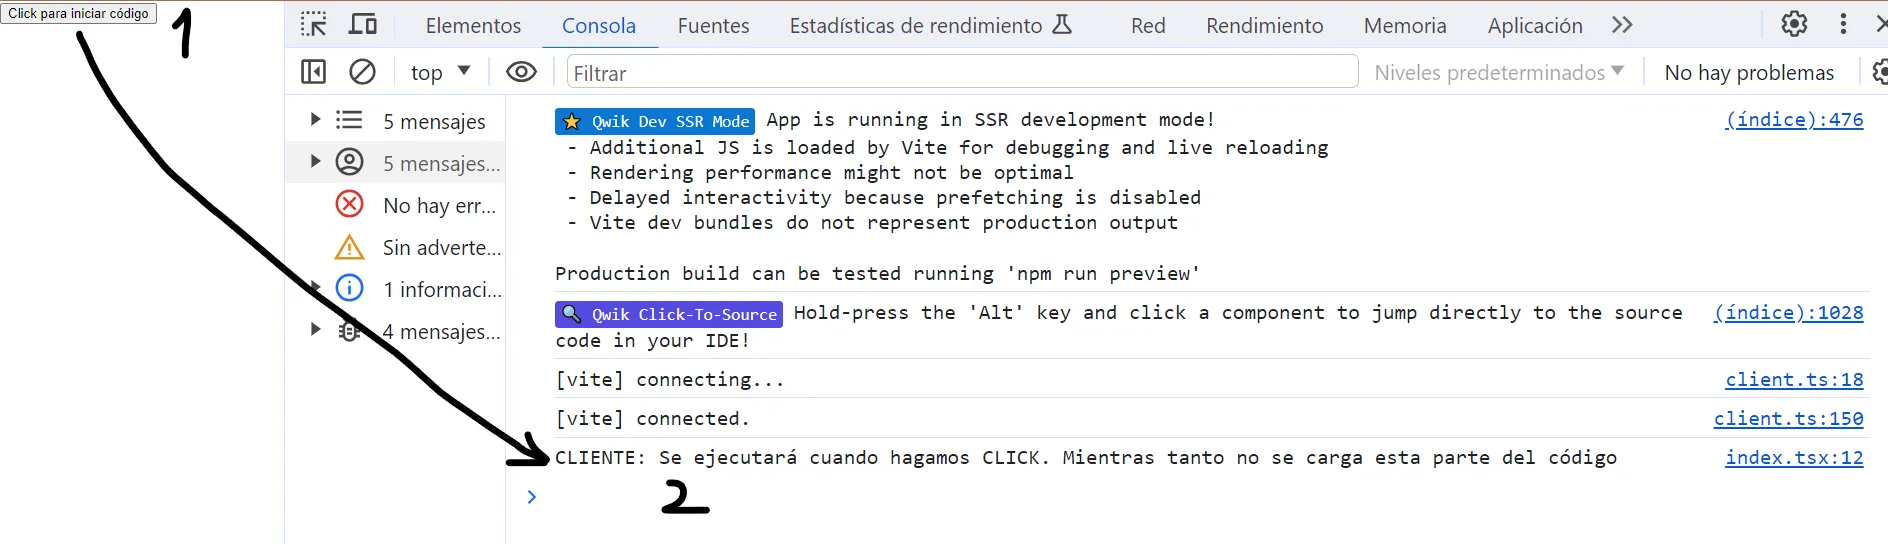 Click para iniciar código
1
Elementos Consola Fuentes Estadísticas de rendimiento Red Rendimiento Memoria Aplicación
top Filtrar Niveles predeterminados No hay problemas
5 mensajes
5 mensajes...
No hay err...
Sin adverte...
1 informaci...
4 mensajes...
Qwik Dev SSR Mode App is running in SSR development mode! (índice):476
- Additional JS is loaded by Vite for debugging and live reloading
- Rendering performance might not be optimal
- Delayed interactivity because prefetching is disabled
- Vite dev bundles do not represent production output
Production build can be tested running 'npm run preview'
Qwik Click-To-Source Hold-press the 'Alt' key and click a component to jump directly to the source (índice):1028
code in your IDE!
[vite] connecting... client.ts:18
[vite] connected. client.ts:150
CLIENTE: Se ejecutará cuando hagamos CLICK. Mientras tanto no se carga esta parte del código index.tsx:12
2